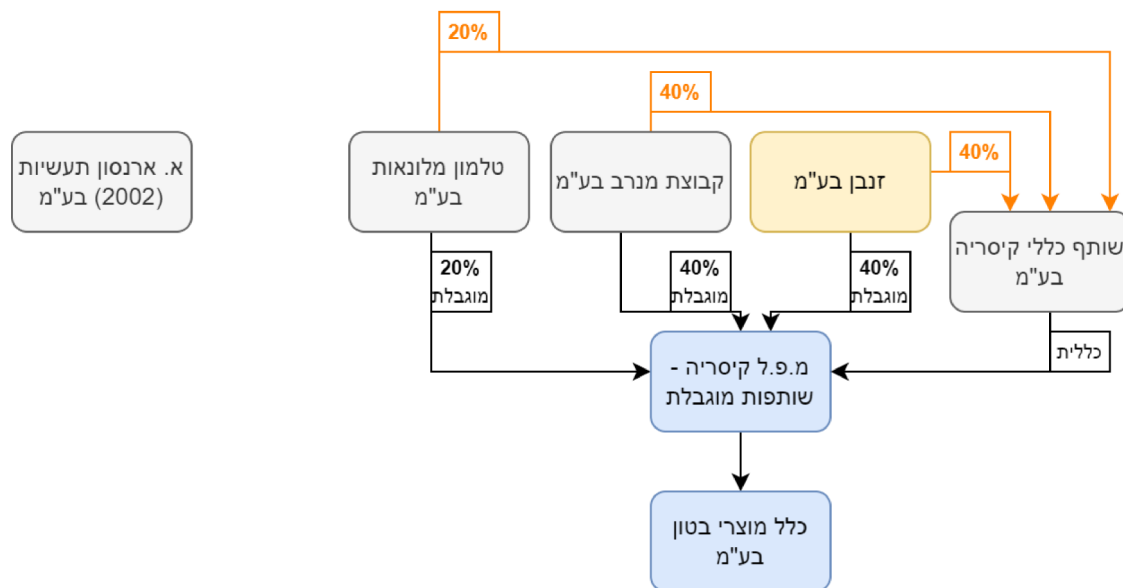 20%
40%
א. ארנסון תעשיות
(2002) בע"מ
טלמון מלונאות
בע"מ
קבוצת מנרב בע"מ
זנבן בע"מ
40%
שותף כללי קיסריה
בע"מ
20%
מוגבלת
40%
מוגבלת
40%
מוגבלת
כללית
מ.פ.ל קיסריה -
שותפות מוגבלת
כלל מוצרי בטון
בע"מ